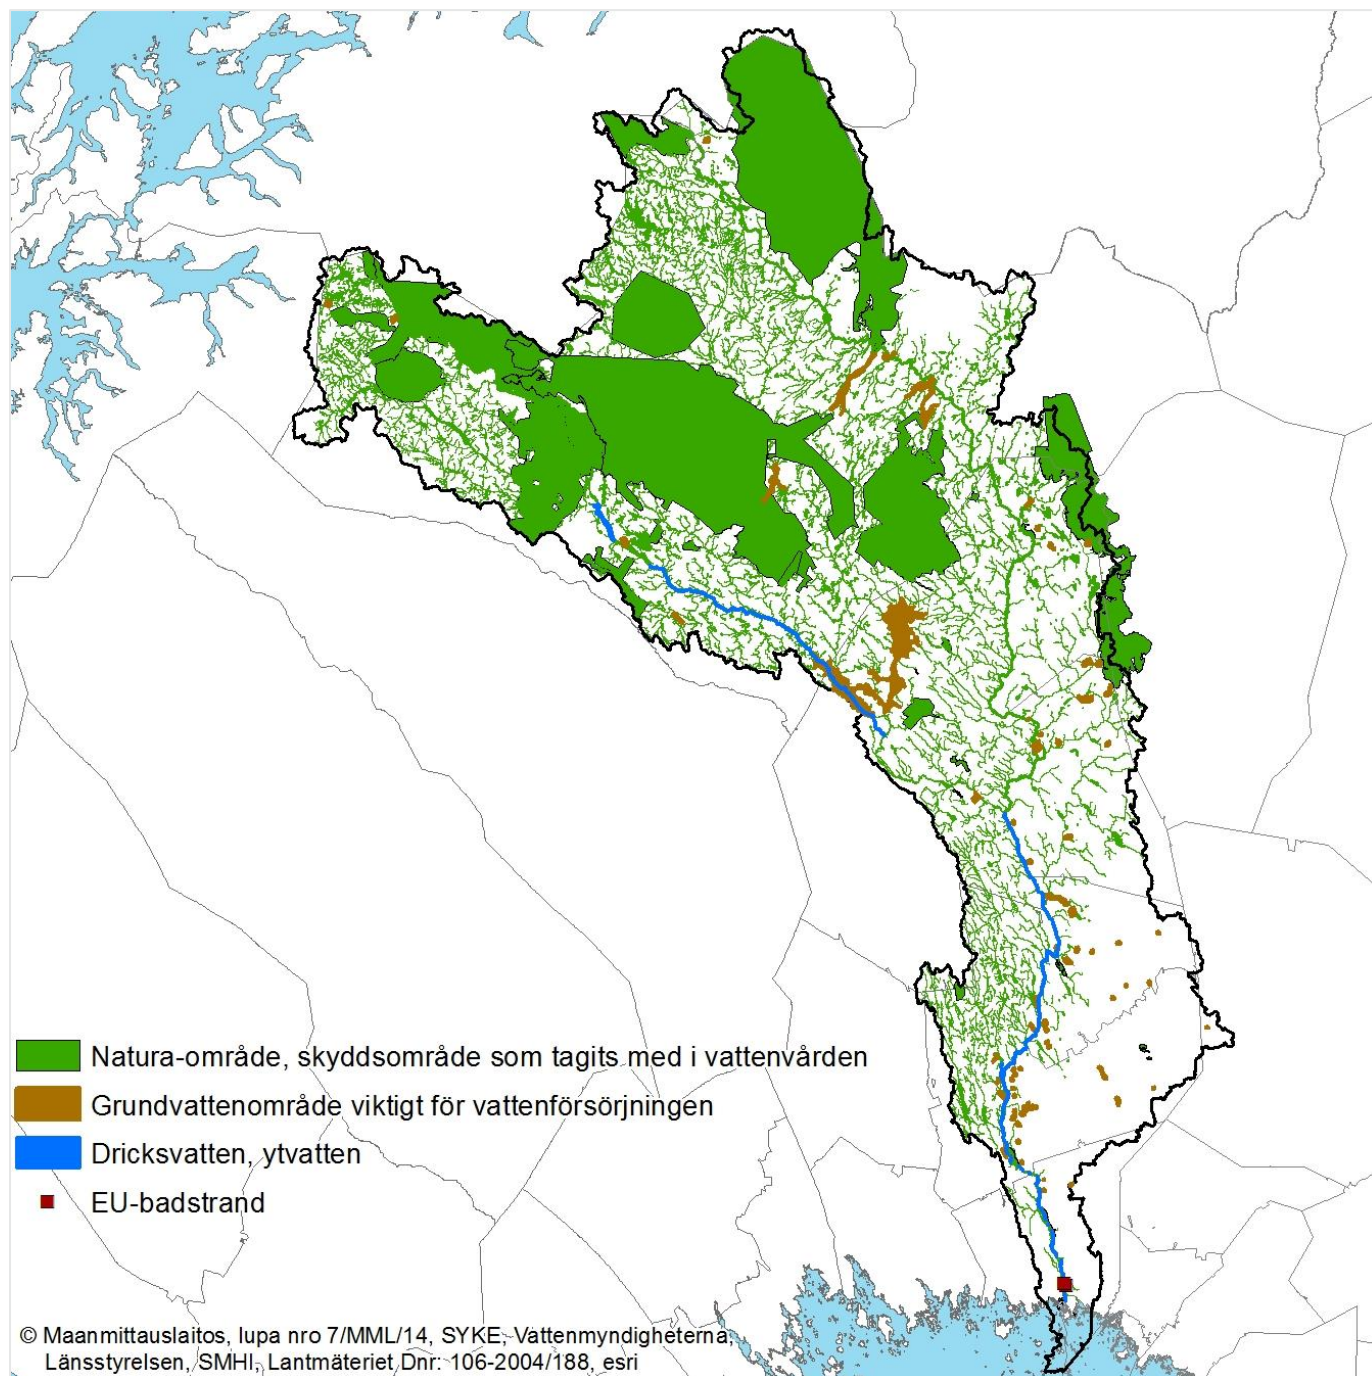 Natura-område, skyddsområde som tagits med i vattenvården
Grundvattenområde viktigt för vattenförsörjningen
Dricksvatten, ytvatten
EU-badstrand
© Maanmittauslaitos, lupa nro 7/MML/14, SYKE, Vattenmyndigheterna,
Länsstyrelsen, SMHI, Lantmäteriet Dnr: 106-2004/188, esri